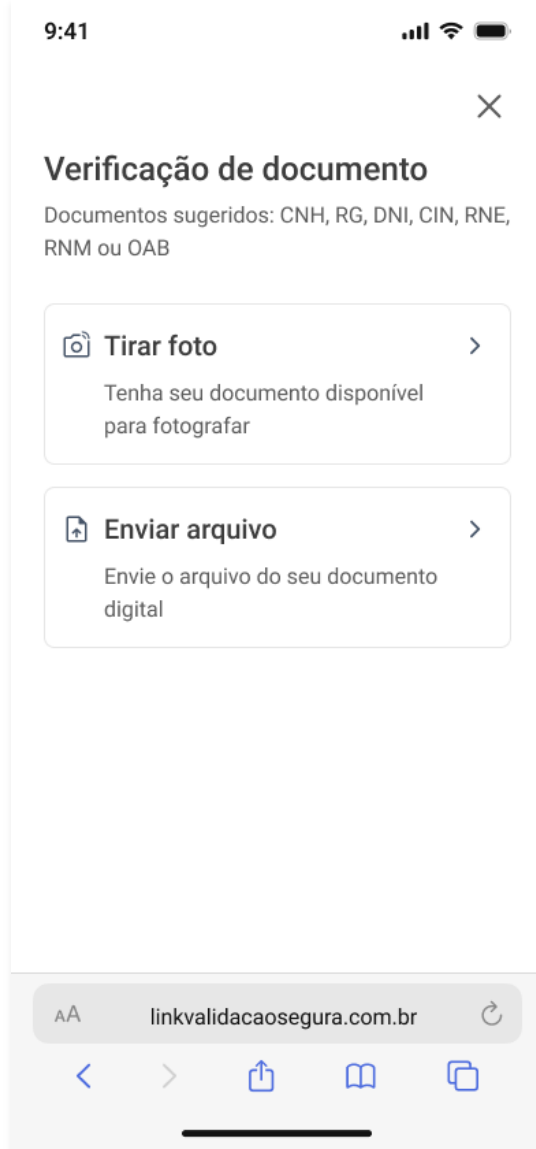 9:41
Verificação de documento
Documentos sugeridos: CNH, RG, DNI, CIN, RNE,
RNM ou OAB
Tirar foto
Tenha seu documento disponível
para fotografar
Enviar arquivo
Envie o arquivo do seu documento
digital
AA linkvalidacaosegura.com.br